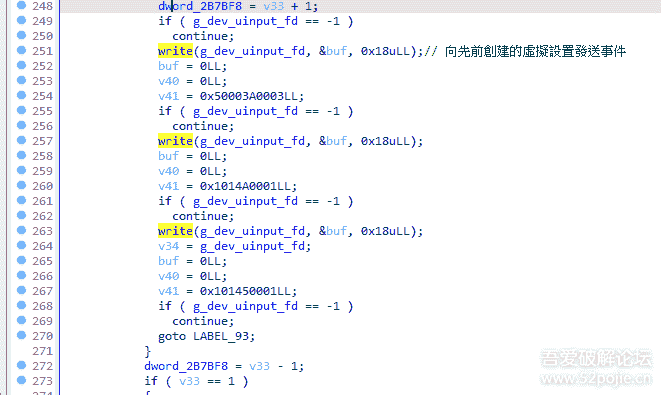 248 dword_2B7BF8 = v33 + 1;
249 if ( g_dev_uinput_fd == -1 )
250 continue;
251 write(g_dev_uinput_fd, &buf, 0x18uLL);// 向先前創建的虛擬設置發送事件
252 buf = 0LL;
253 v40 = 0LL;
254 v41 = 0x50003A0003LL;
255 if ( g_dev_uinput_fd == -1 )
256 continue;
257 write(g_dev_uinput_fd, &buf, 0x18uLL);
258 buf = 0LL;
259 v40 = 0LL;
260 v41 = 0x1014A0001LL;
261 if ( g_dev_uinput_fd == -1 )
262 continue;
263 write(g_dev_uinput_fd, &buf, 0x18uLL);
264 v34 = g_dev_uinput_fd;
265 buf = 0LL;
266 v40 = 0LL;
267 v41 = 0x101450001LL;
268 if ( g_dev_uinput_fd == -1 )
269 continue;
270 goto LABEL_93;
271 }
272 dword_2B7BF8 = v33 - 1;
273 if ( v33 == 1 )
吾爱破解论坛
www.52pojie.cn